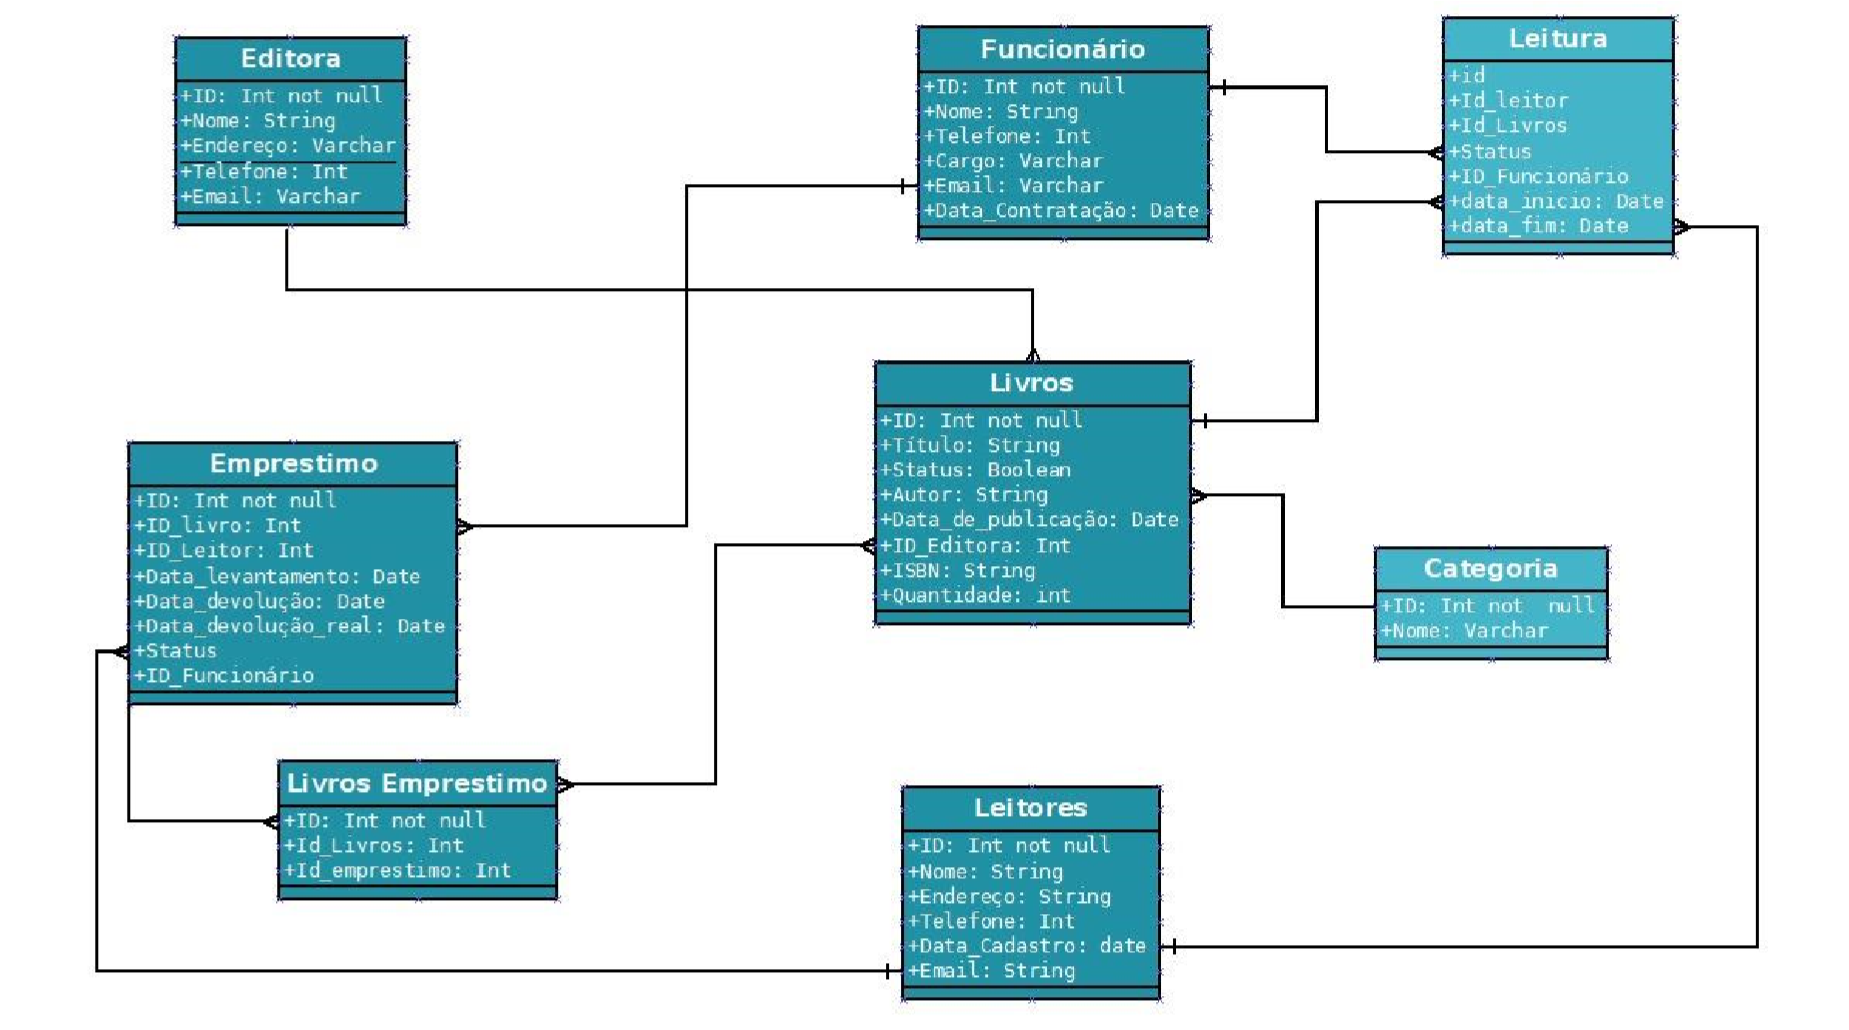 Editora
+ID: Int not null
+Nome: String
+Endereço: Varchar
+Telefone: Int
+Email: Varchar
Funcionário
+ID: Int not null
+Nome: String
+Telefone: Int
+Cargo: Varchar
+Email: Varchar
+Data_Contratação: Date
Leitura
+id
+Id_leitor
+Id_Livros
+Status
+ID_Funcionário
+data_inicio: Date
+data_fim: Date
Livros
+ID: Int not null
+Título: String
+Status: Boolean
+Autor: String
+Data_de_publicação: Date
+ID_Editora: Int
+ISBN: String
+Quantidade: int
Emprestimo
+ID: Int not null
+ID_livro: Int
+ID_Leitor: Int
+Data_levantamento: Date
+Data_devolução: Date
+Data_devolução_real: Date
+Status
+ID_Funcionário
Categoria
+ID: Int not  null
+Nome: Varchar
Livros Emprestimo
+ID: Int not null
+Id_Livros: Int
+Id_emprestimo: Int
Leitores
+ID: Int not null
+Nome: String
+Endereço: String
+Telefone: Int
+Data_Cadastro: date
+Email: String